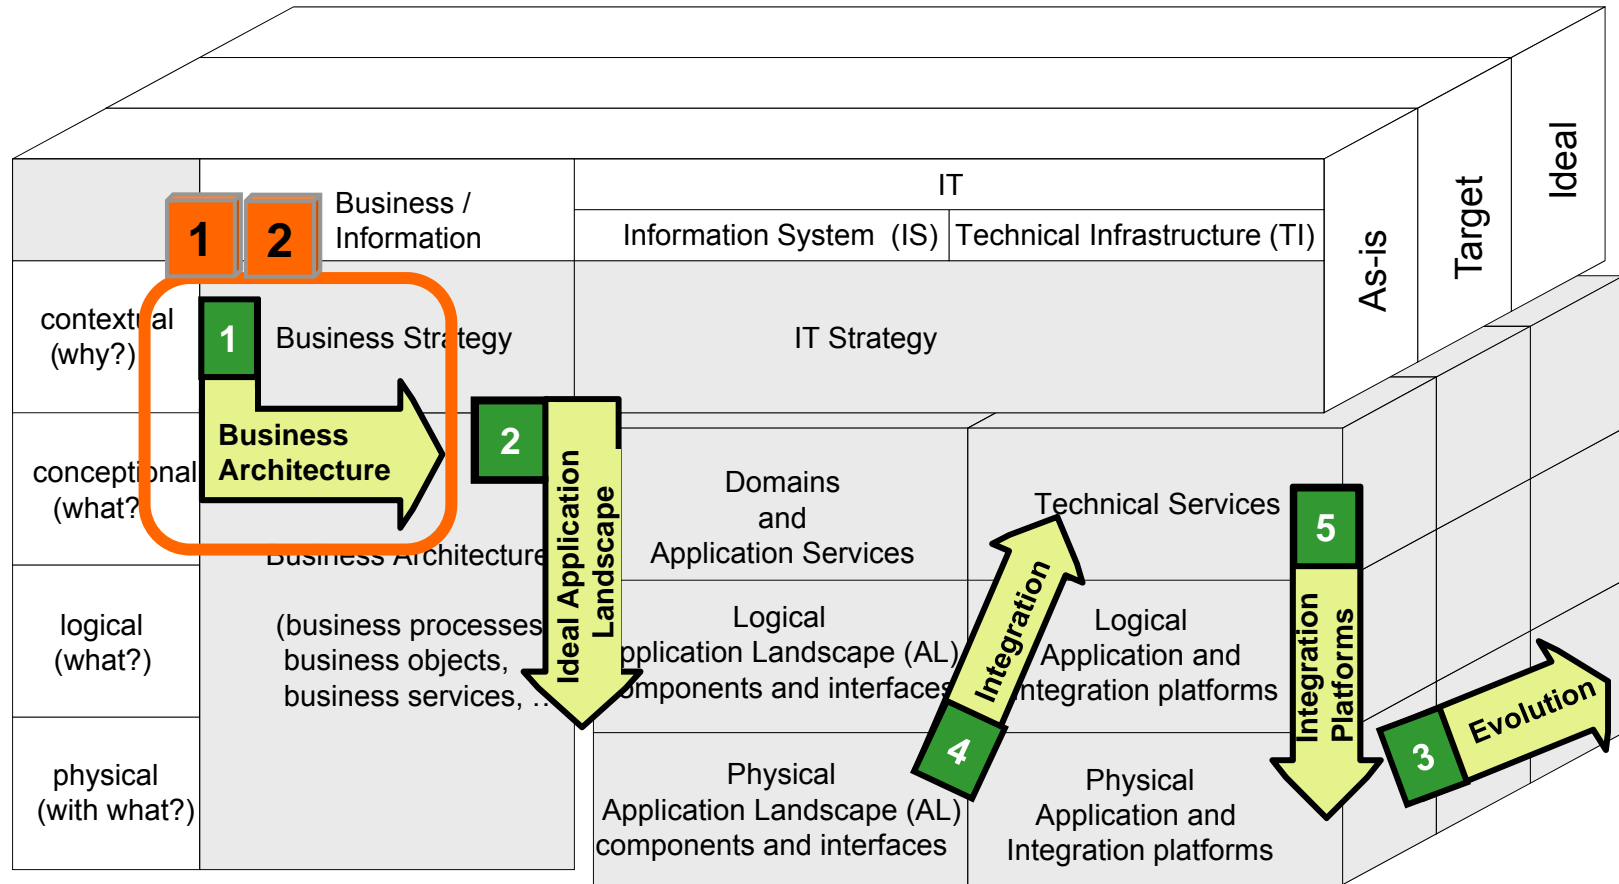 IT
Business /
Information
Information System (IS)
Technical Infrastructure (TI)
As-is
Target
Ideal
1
2
contextual
(why?)
1
Business Strategy
IT Strategy
Business
Architecture
2
Ideal Application
Landscape
conceptional
(what?
Domains
and
Application Services
Technical Services
5
Integration
Platforms
Business Architecture
(business processes
business objects,
business services, …
logical
(what?)
Logical
pplication Landscape (AL)
omponents and interfaces
4
Integration
Logical
Application and
Integration platforms
3
Evolution
physical
(with what?)
Physical
Application Landscape (AL)
components and interfaces
Physical
Application and
Integration platforms